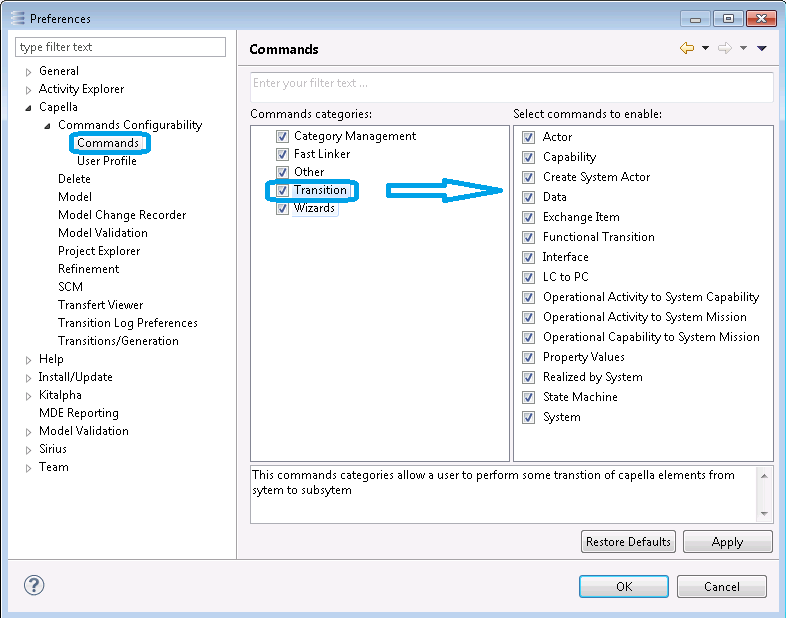 Preferences
type filter text
General
Activity Explorer
Capella
Commands Configurability
Commands
User Profile
Delete
Model
Model Change Recorder
Model Validation
Project Explorer
Refinement
SCM
Transfert Viewer
Transition Log Preferences
Transitions/Generation
Help
Install/Update
Kitalpha
MDE Reporting
Model Validation
Sirius
Team
Commands
Enter your filter text ...
Commands categories:
Category Management
Fast Linker
Other
Transition
Wizards
Select commands to enable:
Actor
Capability
Create System Actor
Data
Exchange Item
Functional Transition
Interface
LC to PC
Operational Activity to System Capability
Operational Activity to System Mission
Operational Capability to System Mission
Property Values
Realized by System
State Machine
System
This commands categories allow a user to perform some transtion of capella elements from
sytem to subsytem
Restore Defaults
Apply
?
OK
Cancel